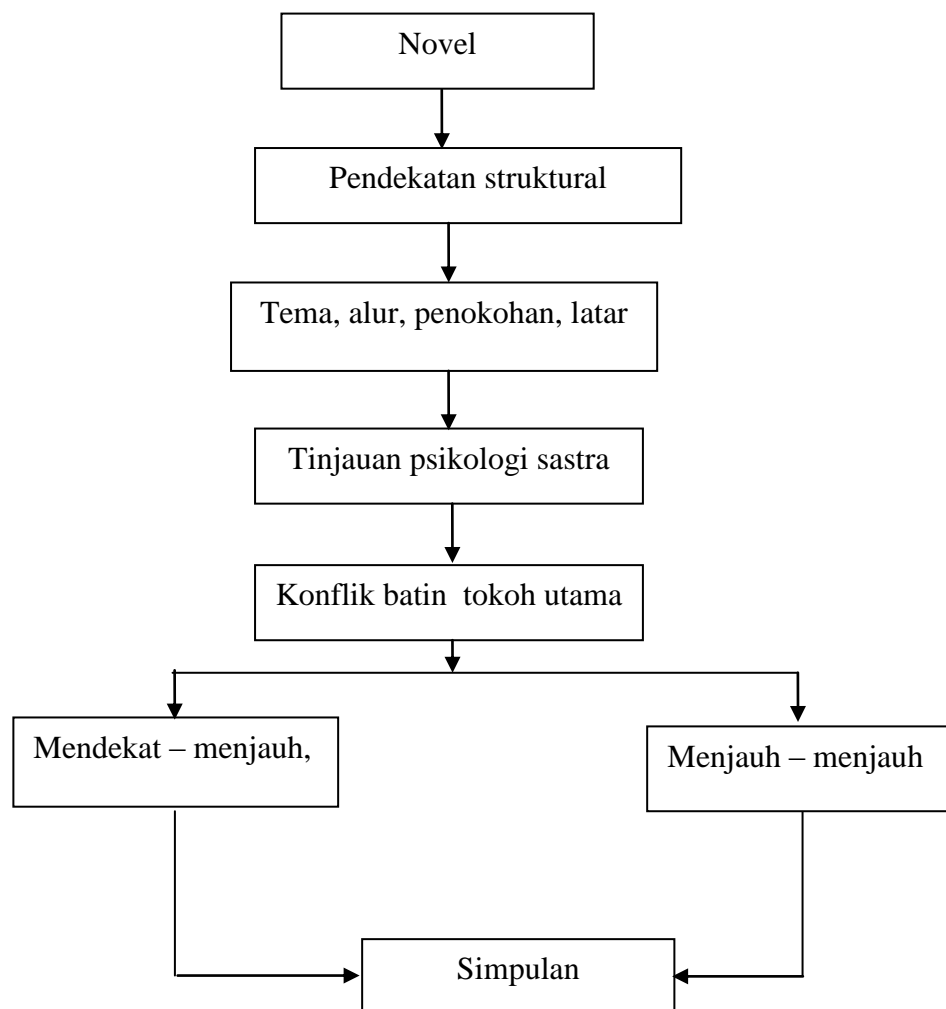 Novel
Pendekatan struktural
Tema, alur, penokohan, latar
Tinjauan psikologi sastra
Konflik batin  tokoh utama
Mendekat – menjauh,
Menjauh – menjauh
Simpulan